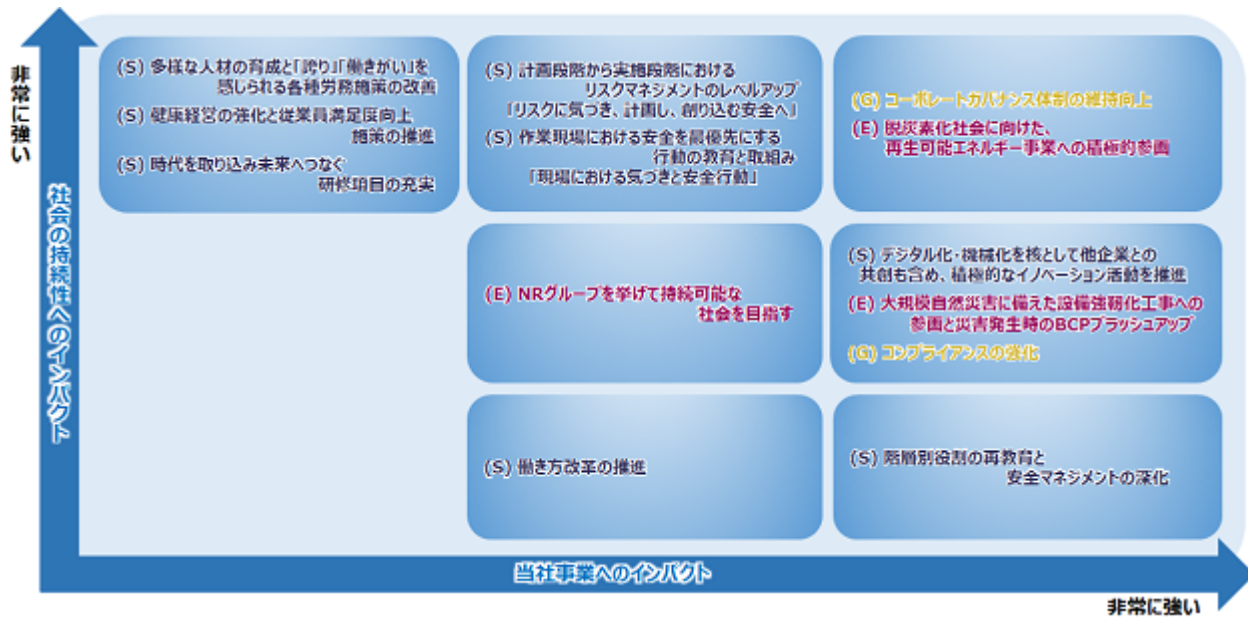 非常に強い
社会の持続性へのインパクト
(S) 多様な人材の育成と「誇り」「働きがい」を
感じられる各種労務施策の改善
(S) 健康経営の強化と従業員満足度向上
施策の推進
(S) 時代を取り込み未来へつなぐ
研修項目の充実
(S) 計画段階から実施段階における
リスクマネジメントのレベルアップ
「リスクに気づき、計画し、創り込む安全へ」
(S) 作業現場における安全を最優先にする
行動の教育と取組み
「現場における気づきと安全行動」
(G) コーポレートガバナンス体制の維持向上
(E) 脱炭素化社会に向けた、
再生可能エネルギー事業への積極的参画
(E) NRグループを挙げて持続可能な
社会を目指す
(S) デジタル化・機械化を核として他企業との
共創も含め、積極的なイノベーション活動を推進
(E) 大規模自然災害に備えた設備強靭化工事への
参画と災害発生時のBCPブラッシュアップ
(G) コンプライアンスの強化
(S) 働き方改革の推進
(S) 階層別役割の再教育と
安全マネジメントの深化
当社事業へのインパクト
非常に強い